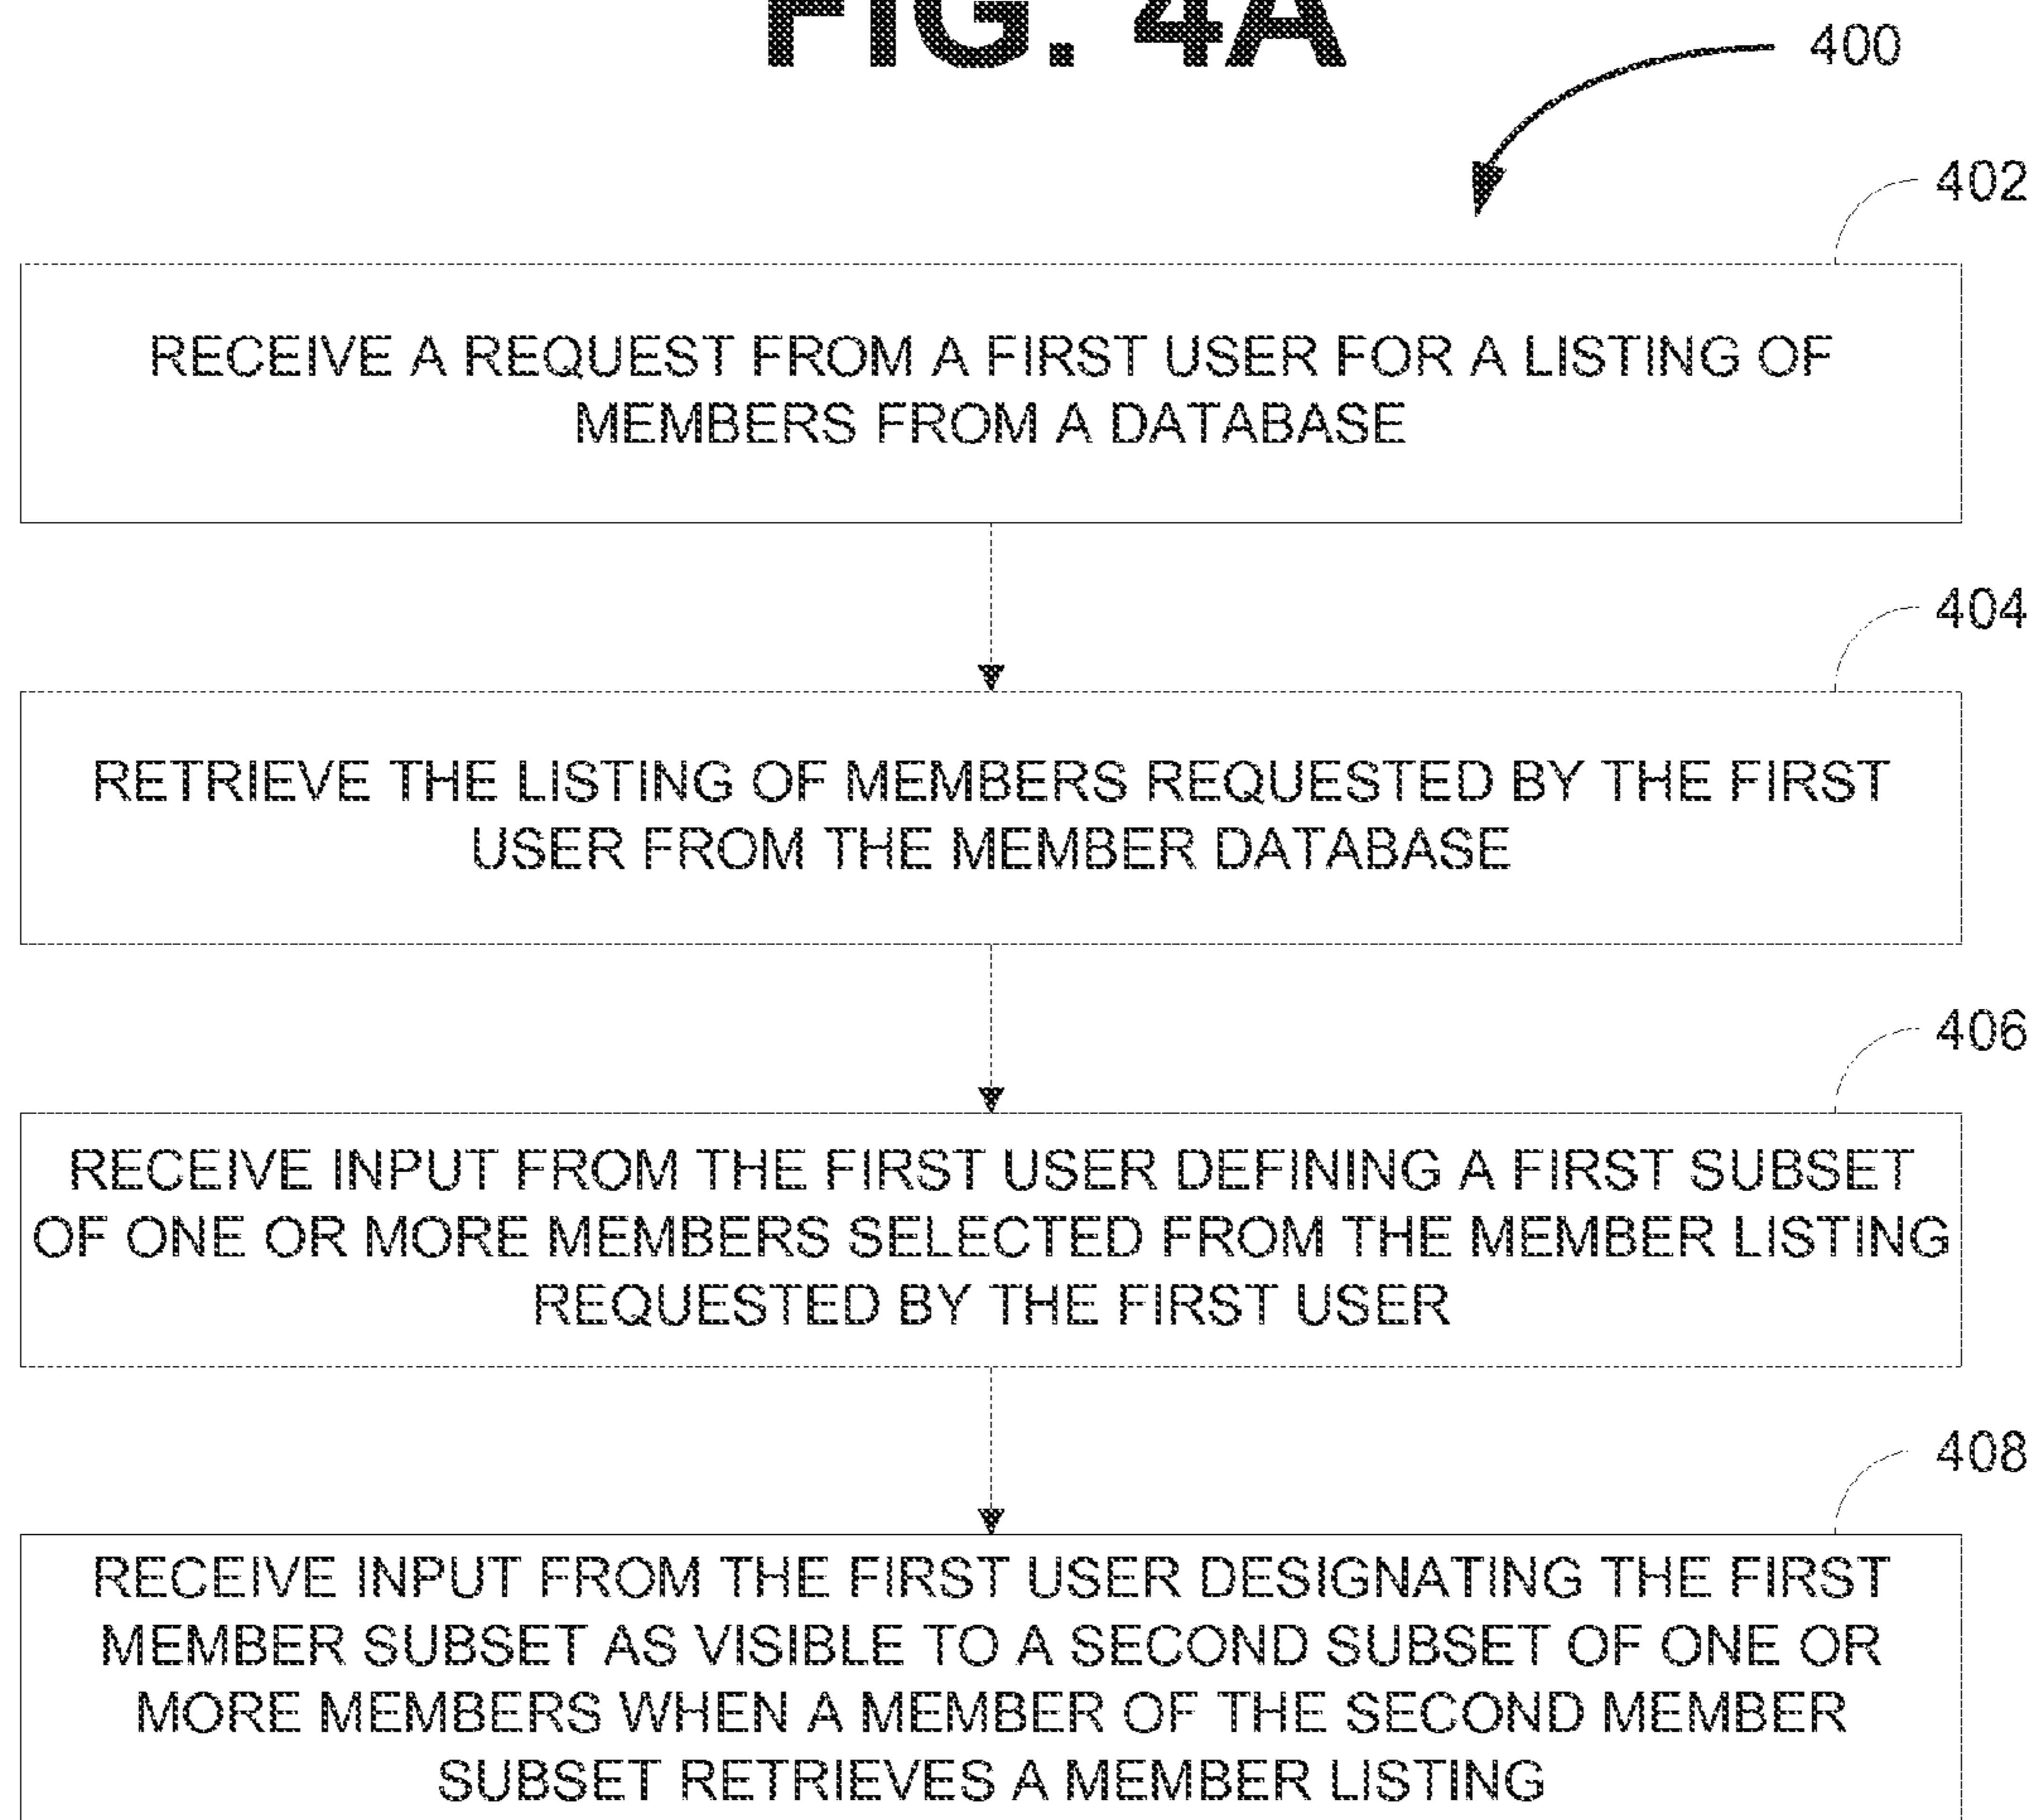 FIG. 4A
400
402
RECEIVE A REQUEST FROM A FIRST USER FOR A LISTING OF
MEMBERS FROM A DATABASE
404
RETRIEVE THE LISTING OF MEMBERS REQUESTED BY THE FIRST
USER FROM THE MEMBER DATABASE
406
RECEIVE INPUT FROM THE FIRST USER DEFINING A FIRST SUBSET
OF ONE OR MORE MEMBERS SELECTED FROM THE MEMBER LISTING
REQUESTED BY THE FIRST USER
408
RECEIVE INPUT FROM THE FIRST USER DESIGNATING THE FIRST
MEMBER SUBSET AS VISIBLE TO A SECOND SUBSET OF ONE OR
MORE MEMBERS WHEN A MEMBER OF THE SECOND MEMBER
SUBSET RETRIEVES A MEMBER LISTING